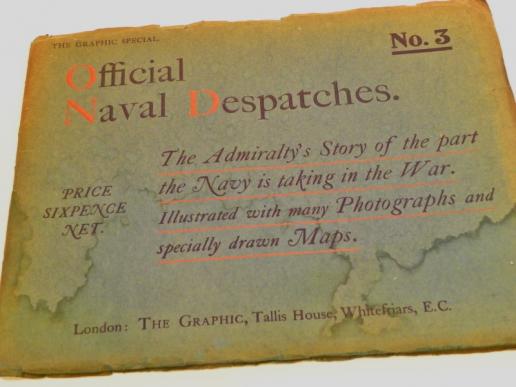 THE GRAPHIC SPECIAL.
No. 3
Official
Naval Despatches.
The Admiralty's Story of the part
the Navy is taking in the War.
Illustrated with many Photographs and
specially drawn Maps.
PRICE
SIXPENCE
NET.
London: THE GRAPHIC, Tallis House, Whitefriars, E.C.